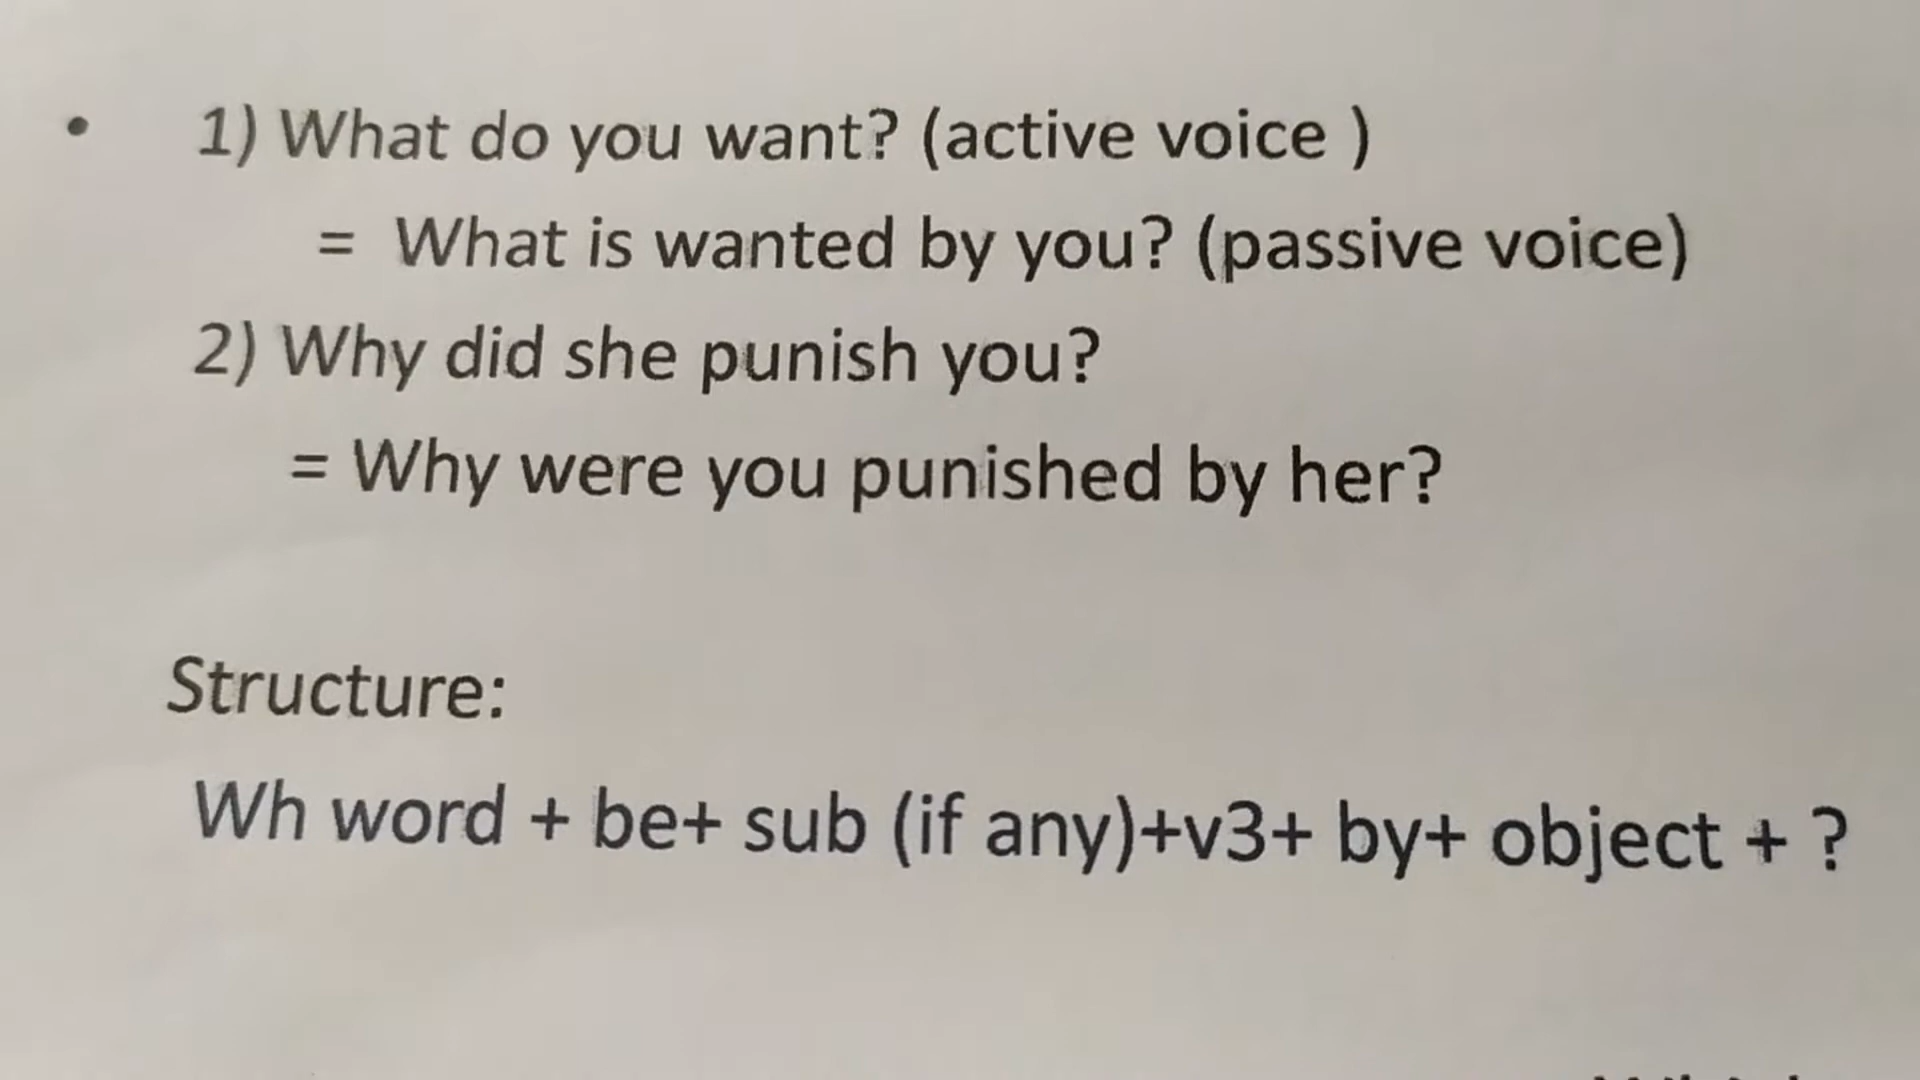 • 1) What do you want? (active voice )
= What is wanted by you? (passive voice)
2) Why did she punish you?
= Why were you punished by her?
Structure:
Wh word + be+ sub (if any)+v3+ by+ object + ?